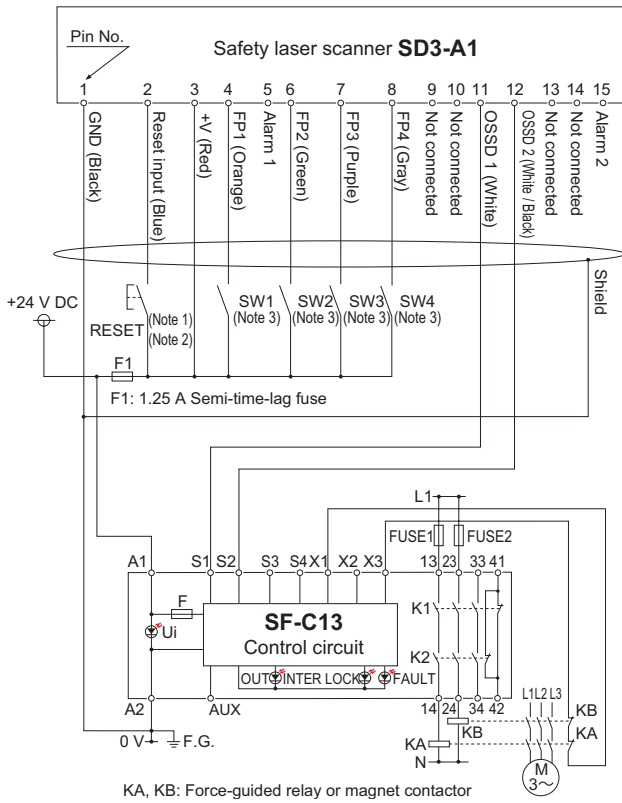 Pin No.
Safety laser scanner SD3-A1
1 2 3 4 5 6 7 8 9 10 11 12 13 14 15
GND (Black)
Reset input (Blue)
+V (Red)
FP1 (Orange)
Alarm 1
FP2 (Green)
FP3 (Purple)
FP4 (Gray)
Not connected
Not connected
OSSD 1 (White)
OSSD 2 (White / Black)
Not connected
Not connected
Alarm 2
Shield
+24 V DC
RESET
(Note 1)
(Note 2)
SW1
(Note 3)
SW2
(Note 3)
SW3
(Note 3)
SW4
(Note 3)
F1
F1: 1.25 A Semi-time-lag fuse
L1
FUSE1
FUSE2
A1 S1 S2 S3 S4 X1 X2 X3 13 23 33 41
F
Ui
SF-C13
Control circuit
K1
K2
OUT INTER LOCK FAULT
A2 AUX 14 24 34 42
L1 L2 L3
0 V
F.G.
KB
KB
KA
KA
N
M
3~
KA, KB: Force-guided relay or magnet contactor